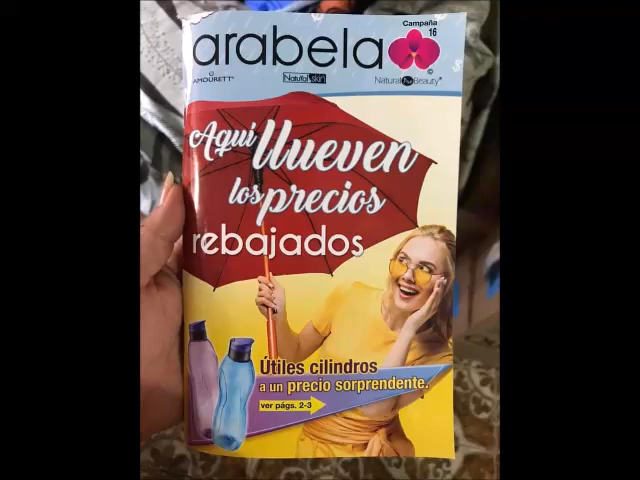 Campaña
16
arabela
AMOURETT®
Natural skin
Natural Pro Beauty®
Aquí llueven
los precios
rebajados
Útiles cilindros
a un precio sorprendente.
ver págs. 2-3